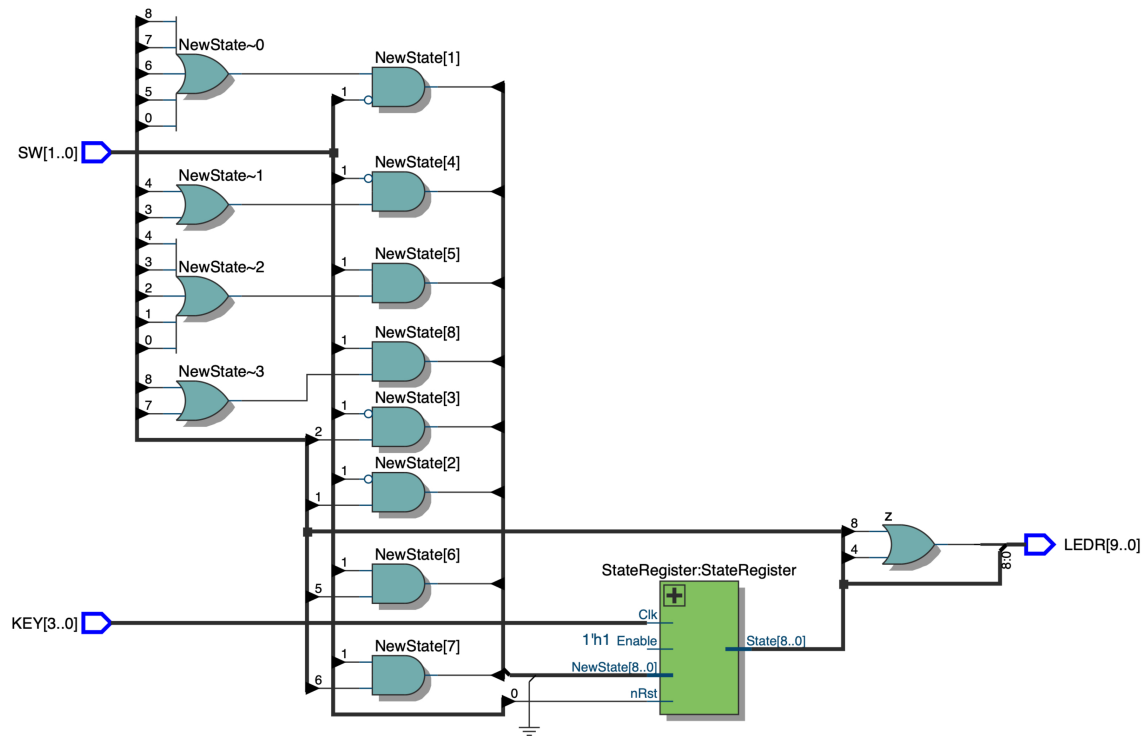 8
7
NewState~0
6
5
0
NewState[1]
1
SW[1..0]
NewState~1
4
3
NewState[4]
1
4
3
NewState~2
2
1
0
NewState[5]
1
NewState[8]
1
NewState~3
8
7
NewState[3]
1
2
NewState[2]
1
1
z
8
4
LEDR[9..0]
8:0
NewState[6]
1
5
StateRegister:StateRegister
KEY[3..0]
Clk
1'h1 Enable
State[8..0]
NewState[7]
1
6
NewState[8..0]
0
nRst